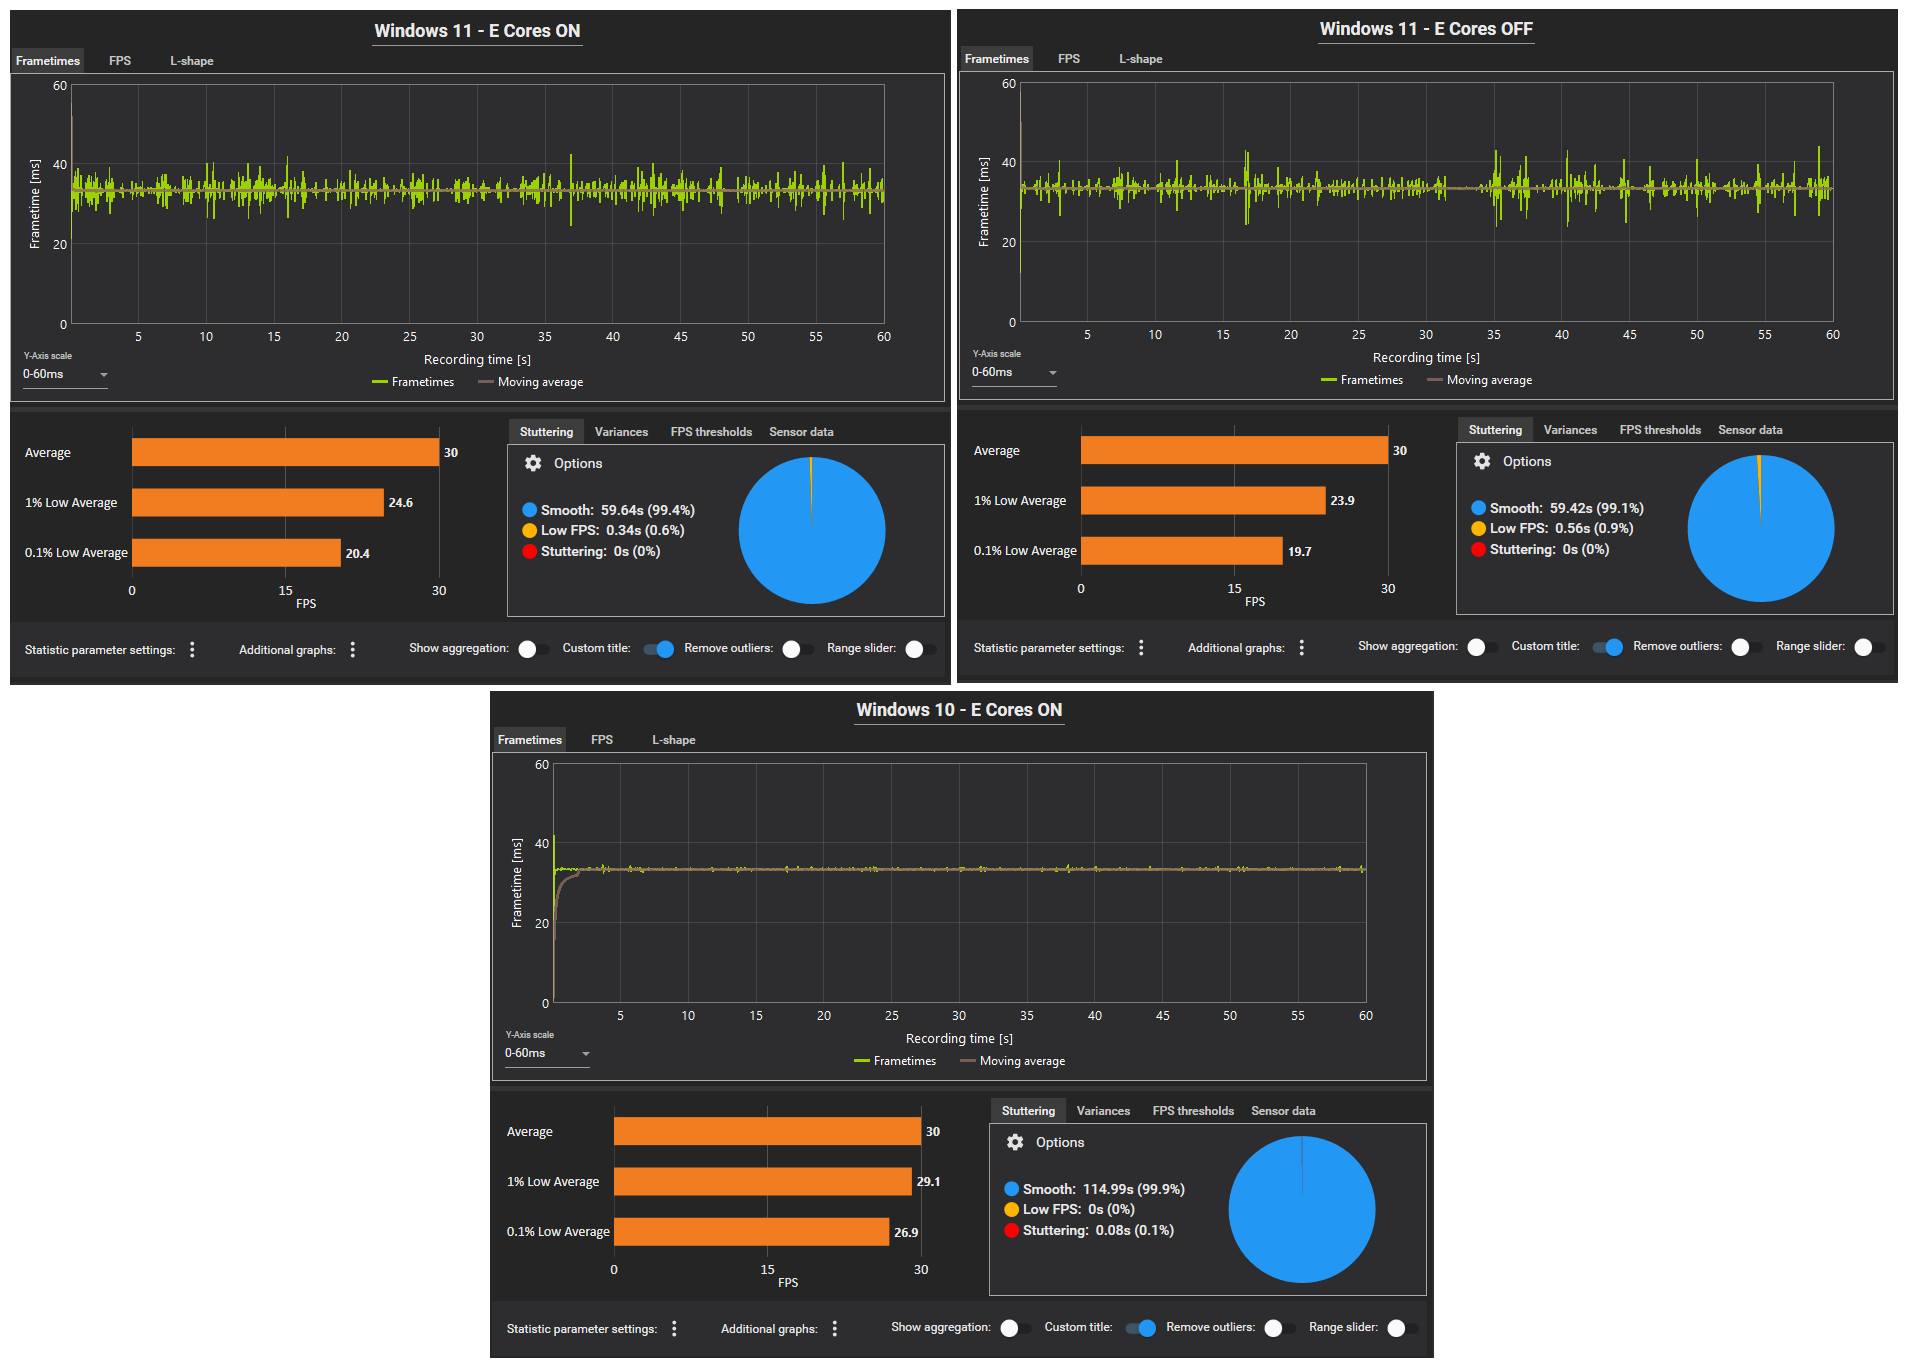 Windows 11 - E Cores ON
Frametimes FPS L-shape
60
40
20
0
Frametime [ms]
5 10 15 20 25 30 35 40 45 50 55 60
Recording time [s]
Y-Axis scale
0-60ms
Frametimes Moving average
Average 30
1% Low Average 24.6
0.1% Low Average 20.4
0 15 30
FPS
Stuttering Variances FPS thresholds Sensor data
Options
Smooth: 59.64s (99.4%)
Low FPS: 0.34s (0.6%)
Stuttering: 0s (0%)
Statistic parameter settings: Additional graphs: Show aggregation: Custom title: Remove outliers: Range slider:
Windows 11 - E Cores OFF
Frametimes FPS L-shape
60
40
20
0
Frametime [ms]
5 10 15 20 25 30 35 40 45 50 55 60
Recording time [s]
Y-Axis scale
0-60ms
Frametimes Moving average
Average 30
1% Low Average 23.9
0.1% Low Average 19.7
0 15 30
FPS
Stuttering Variances FPS thresholds Sensor data
Options
Smooth: 59.42s (99.1%)
Low FPS: 0.56s (0.9%)
Stuttering: 0s (0%)
Statistic parameter settings: Additional graphs: Show aggregation: Custom title: Remove outliers: Range slider:
Windows 10 - E Cores ON
Frametimes FPS L-shape
60
40
20
0
Frametime [ms]
5 10 15 20 25 30 35 40 45 50 55 60
Recording time [s]
Y-Axis scale
0-60ms
Frametimes Moving average
Average 30
1% Low Average 29.1
0.1% Low Average 26.9
0 15 30
FPS
Stuttering Variances FPS thresholds Sensor data
Options
Smooth: 114.99s (99.9%)
Low FPS: 0s (0%)
Stuttering: 0.08s (0.1%)
Statistic parameter settings: Additional graphs: Show aggregation: Custom title: Remove outliers: Range slider: